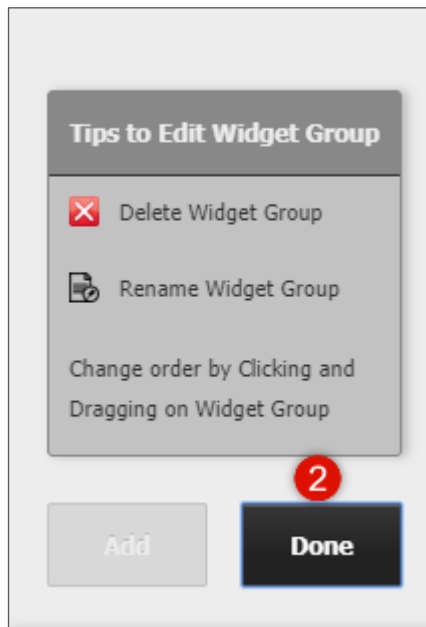 Tips to Edit Widget Group
Delete Widget Group
Rename Widget Group
Change order by Clicking and
Dragging on Widget Group
2
Add
Done